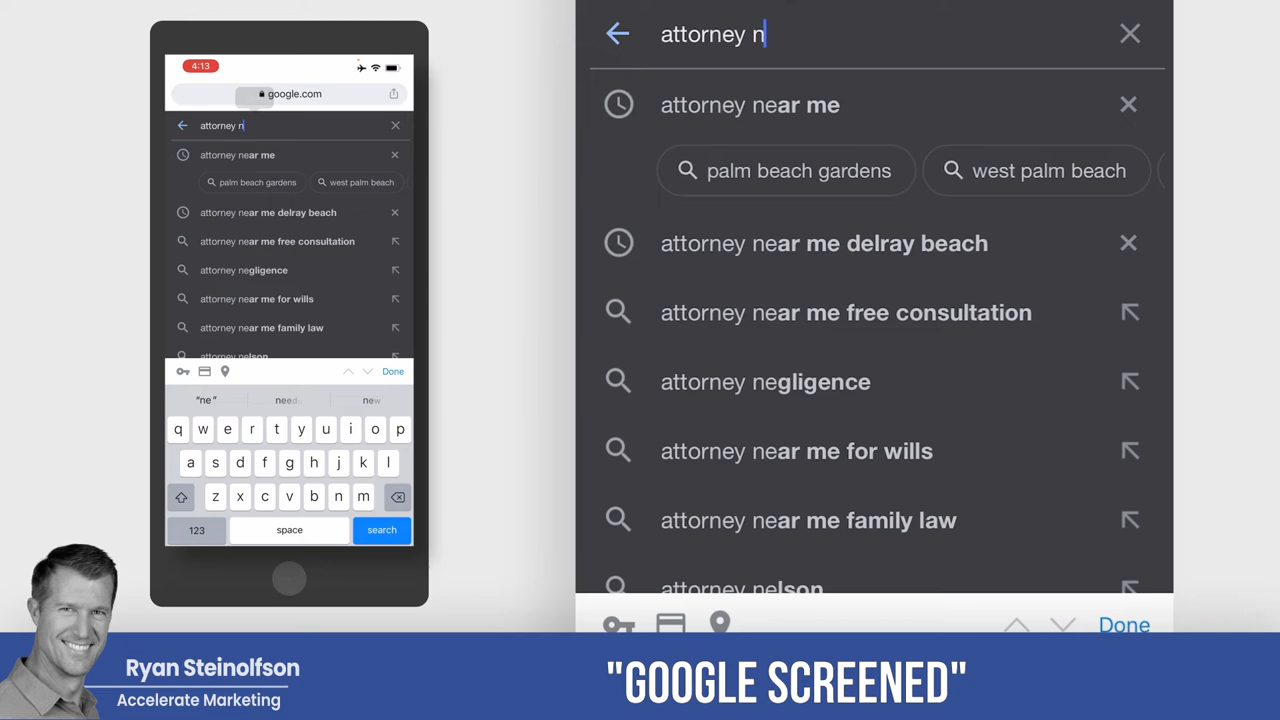 4:13
google.com
attorney n
attorney near me
palm beach gardens
west palm beach
attorney near me delray beach
attorney near me free consultation
attorney negligence
attorney near me for wills
attorney near me family law
attorney nelson
Done
"ne" need new
q w e r t y u i o p
a s d f g h j k l
z x c v b n m
123 space search
attorney n
attorney near me
palm beach gardens
west palm beach
attorney near me delray beach
attorney near me free consultation
attorney negligence
attorney near me for wills
attorney near me family law
attorney nelson
Done
Ryan Steinolfson
Accelerate Marketing
"GOOGLE SCREENED"